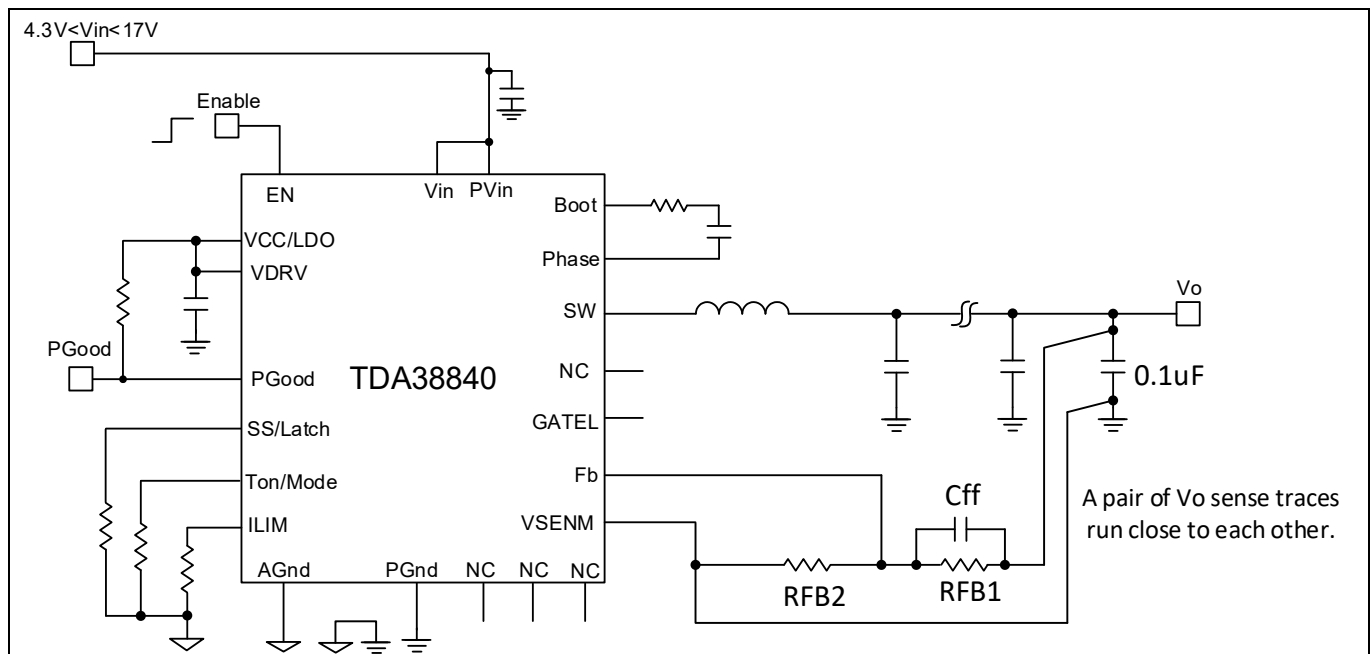 4.3V<Vin<17V
Enable
EN
Vin
PVin
Boot
VCC/LDO
Phase
VDRV
SW
Vo
PGood
PGood
TDA38840
NC
0.1uF
SS/Latch
GATEL
Ton/Mode
Fb
Cff
A pair of Vo sense traces
run close to each other.
ILIM
VSENM
AGnd
PGnd
NC
NC
NC
RFB2
RFB1